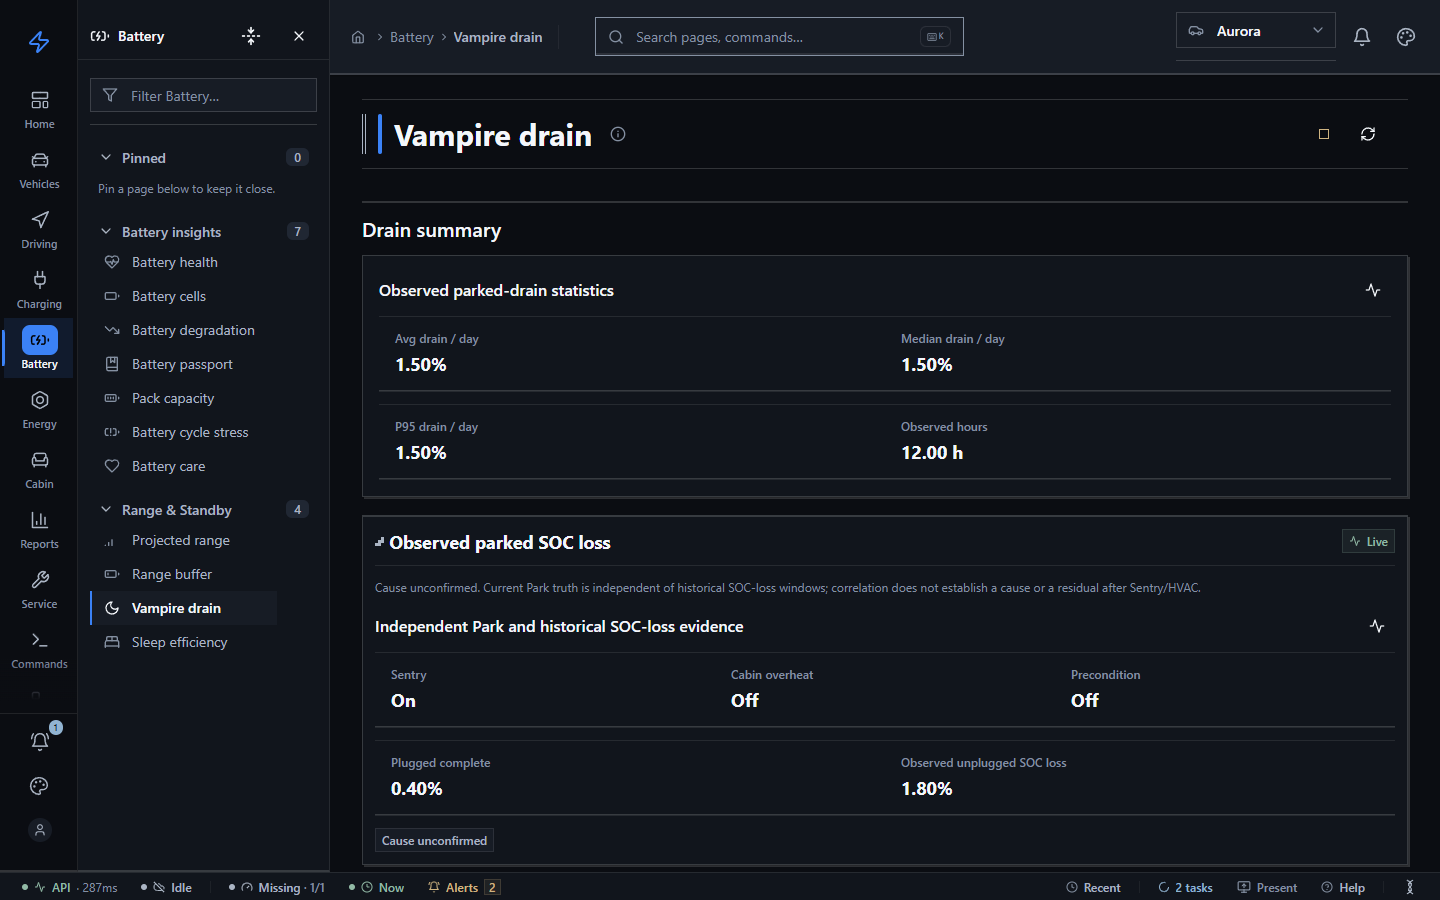 Battery
Battery
Vampire drain
Search pages, commands...
K
Aurora
Home
Vehicles
Driving
Charging
Battery
Energy
Cabin
Reports
Service
Commands
1
Filter Battery...
Pinned
0
Pin a page below to keep it close.
Battery insights
7
Battery health
Battery cells
Battery degradation
Battery passport
Pack capacity
Battery cycle stress
Battery care
Range & Standby
4
Projected range
Range buffer
Vampire drain
Sleep efficiency
Vampire drain
Drain summary
Observed parked-drain statistics
Avg drain / day
1.50%
Median drain / day
1.50%
P95 drain / day
1.50%
Observed hours
12.00 h
Observed parked SOC loss
Live
Cause unconfirmed. Current Park truth is independent of historical SOC-loss windows; correlation does not establish a cause or a residual after Sentry/HVAC.
Independent Park and historical SOC-loss evidence
Sentry
On
Cabin overheat
Off
Precondition
Off
Plugged complete
0.40%
Observed unplugged SOC loss
1.80%
Cause unconfirmed
API · 287ms
Idle
Missing · 1/1
Now
Alerts 2
Recent
2 tasks
Present
Help